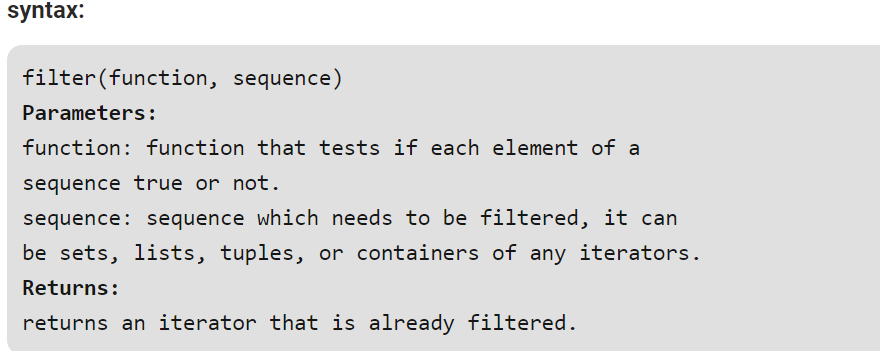 syntax:
filter(function, sequence)
Parameters:
function: function that tests if each element of a
sequence true or not.
sequence: sequence which needs to be filtered, it can
be sets, lists, tuples, or containers of any iterators.
Returns:
returns an iterator that is already filtered.